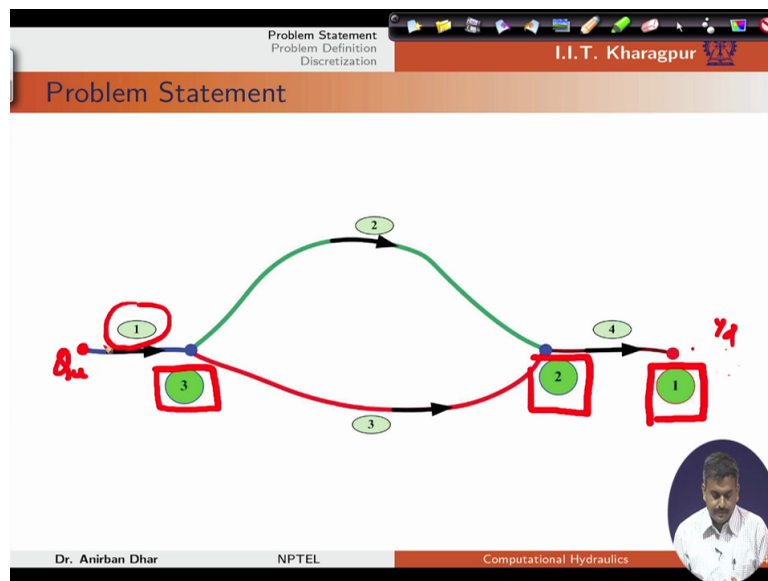 Problem Statement
Problem Definition
Discretization
I.I.T. Kharagpur
Problem Statement
2
1
4
3
2
1
3
Dr. Anirban Dhar
NPTEL
Computational Hydraulics